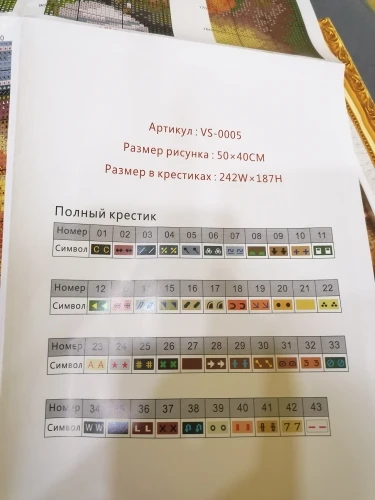 Артикул : VS-0005
Размер рисунка : 50×40CM
Размер в крестиках : 242W×187H
Полный крестик
Номер 01 02 03 04 05 06 07 08 09 10 11
Символ
Номер 12 13 14 15 16 17 18 19 20 21 22
Символ
Номер 23 24 25 26 27 28 29 30 31 32 33
Символ A A
Номер 34 35 36 37 38 39 40 41 42 43
Символ W W L L X X 7 7